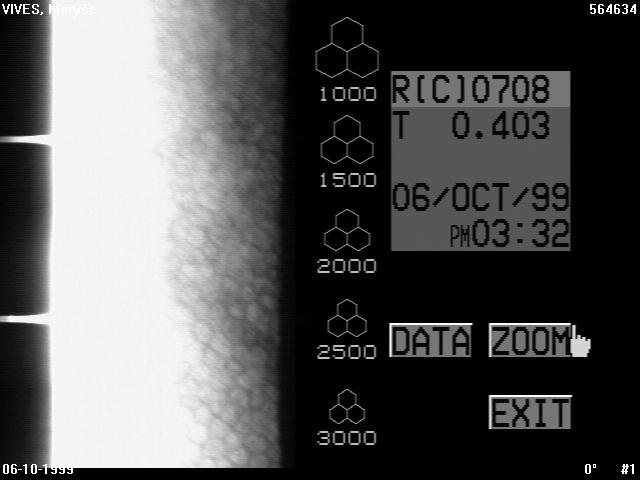 VIVES, Maryse
564634
1000
1500
2000
2500
3000
R[C]0708
T 0.403
06/OCT/99
PM03:32
DATA
ZOOM
EXIT
06-10-1999
0° #1